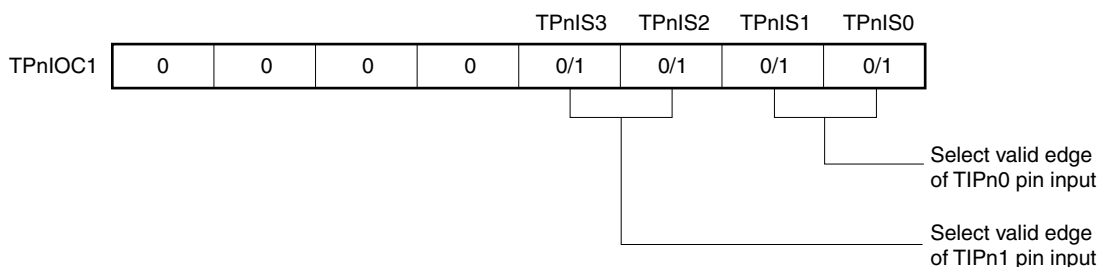 TPnIS3 TPnIS2 TPnIS1 TPnIS0
TPnIOC1 0 0 0 0 0/1 0/1 0/1 0/1
Select valid edge
of TIPn0 pin input
Select valid edge
of TIPn1 pin input